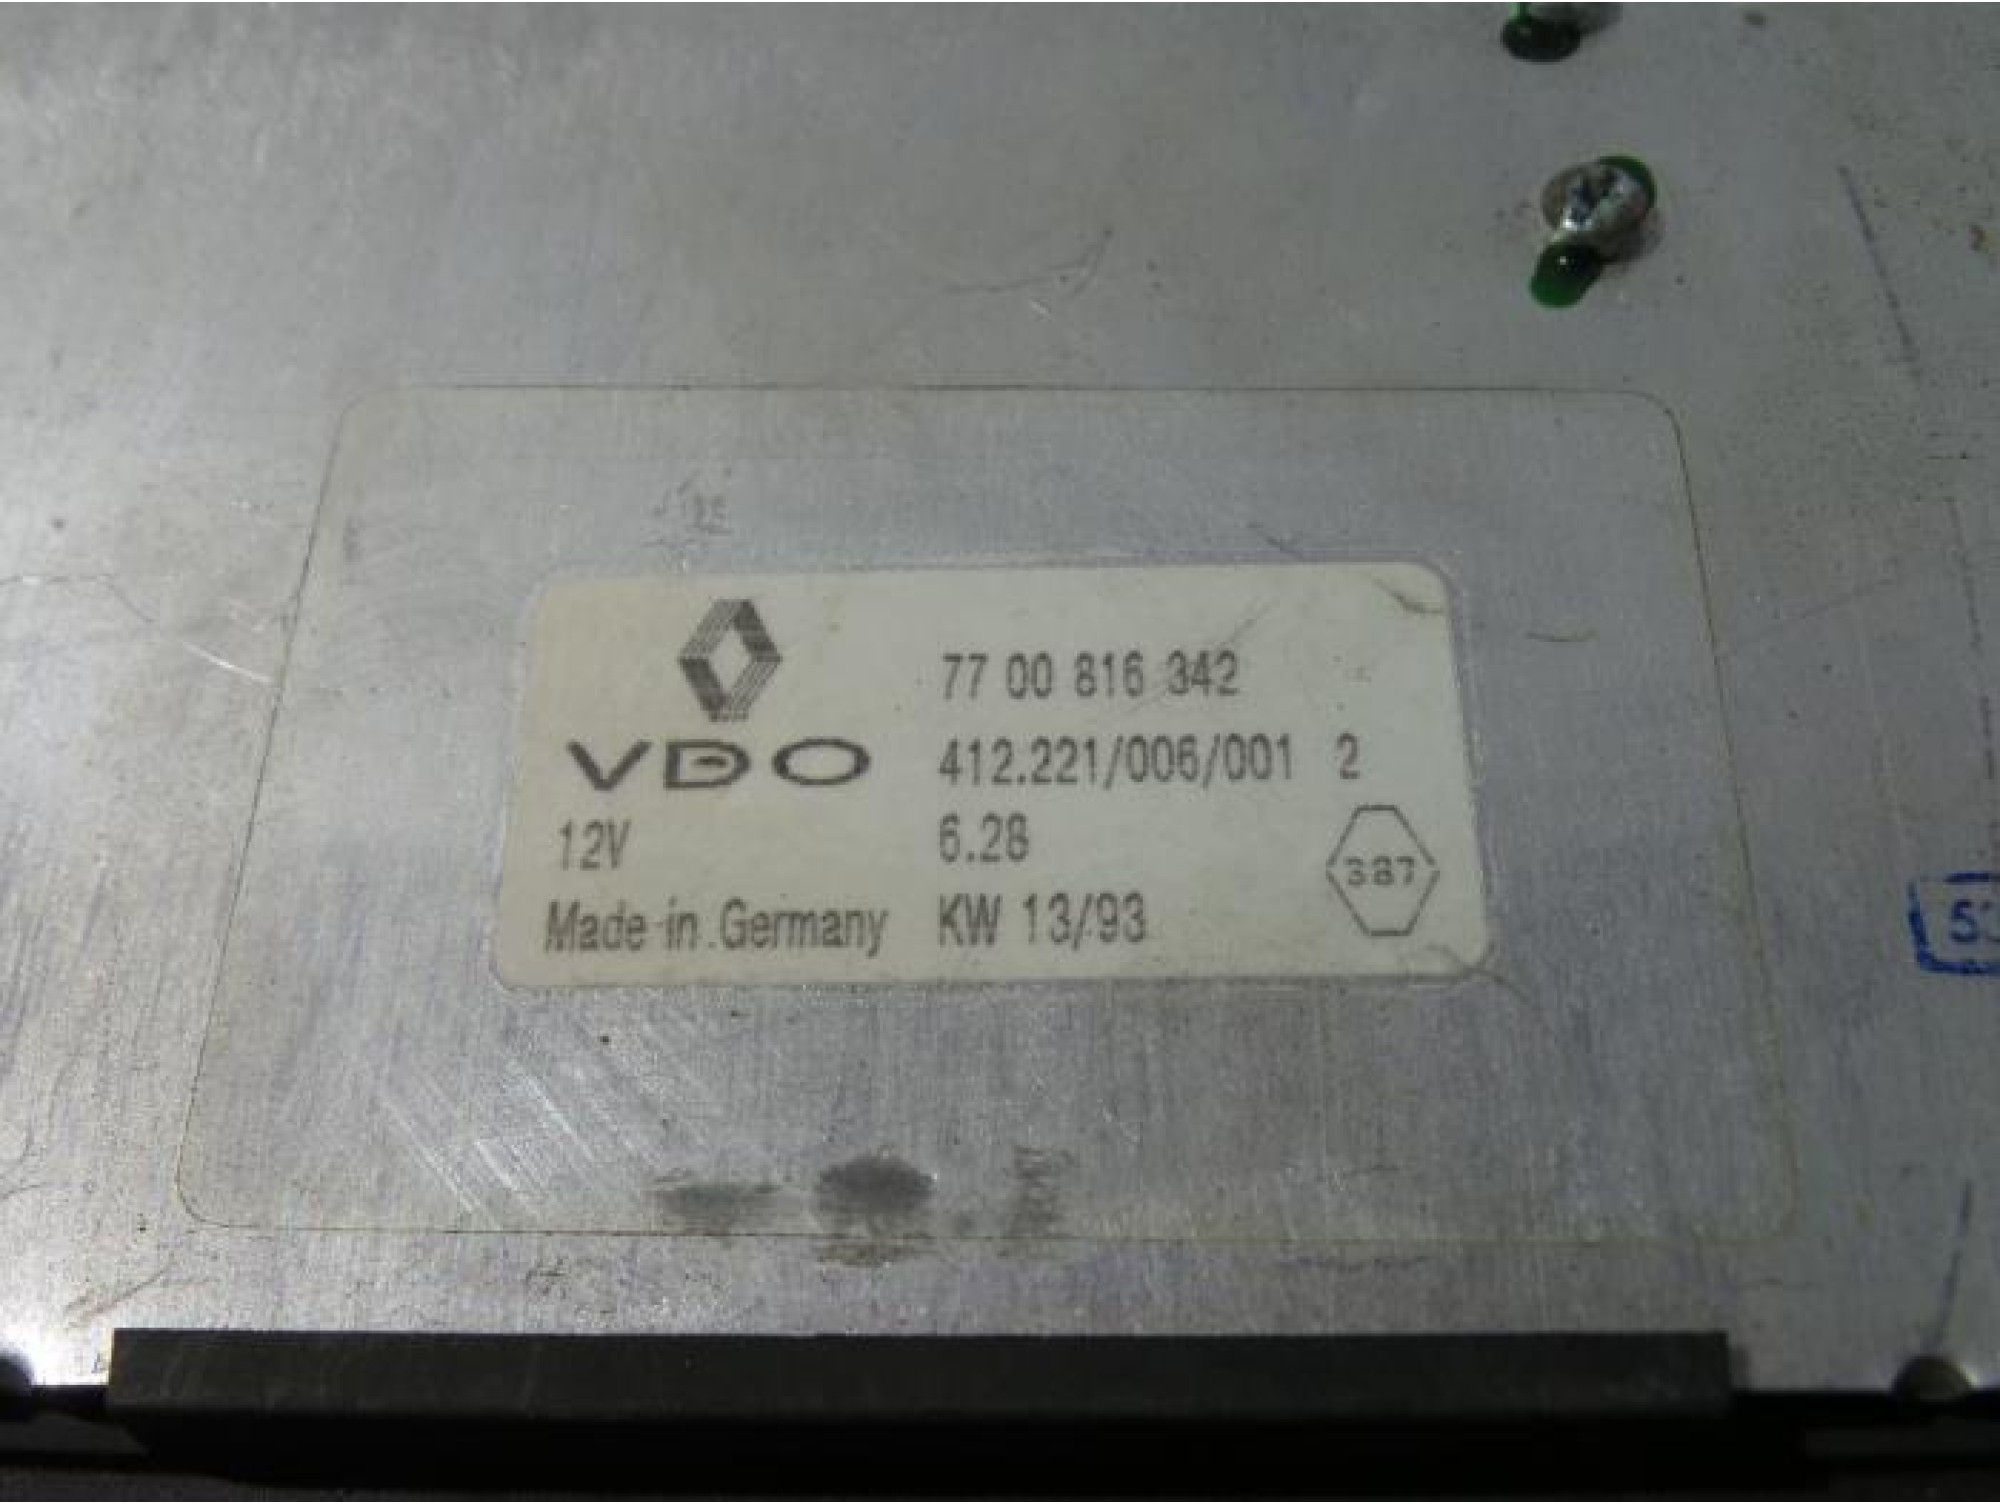 77 00 816 342
VDO 412.221/006/001 2
12V 6.28
387
Made in Germany KW 13/93